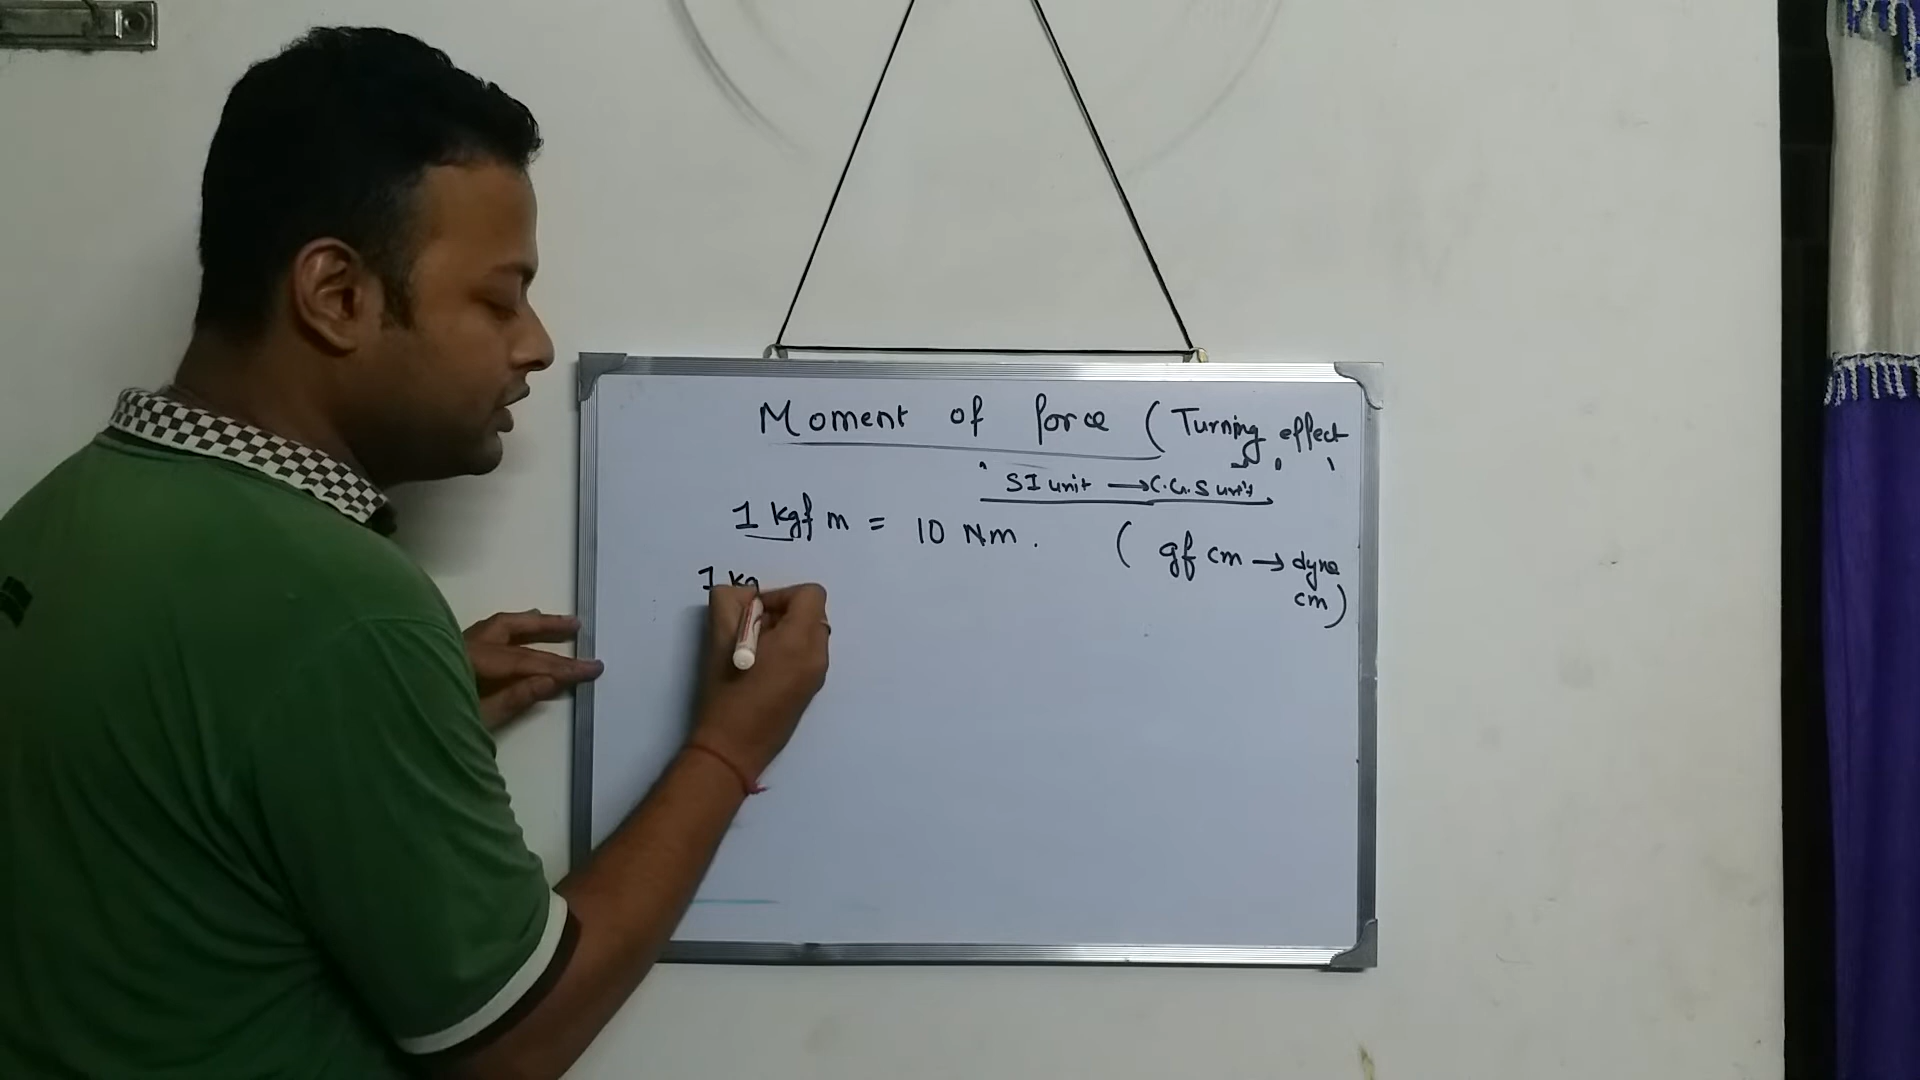 Moment of force (Turning effect
SI unit → C.G.S unit
1 kgf m = 10 Nm.
( gf cm → dyne
cm )
1 kg